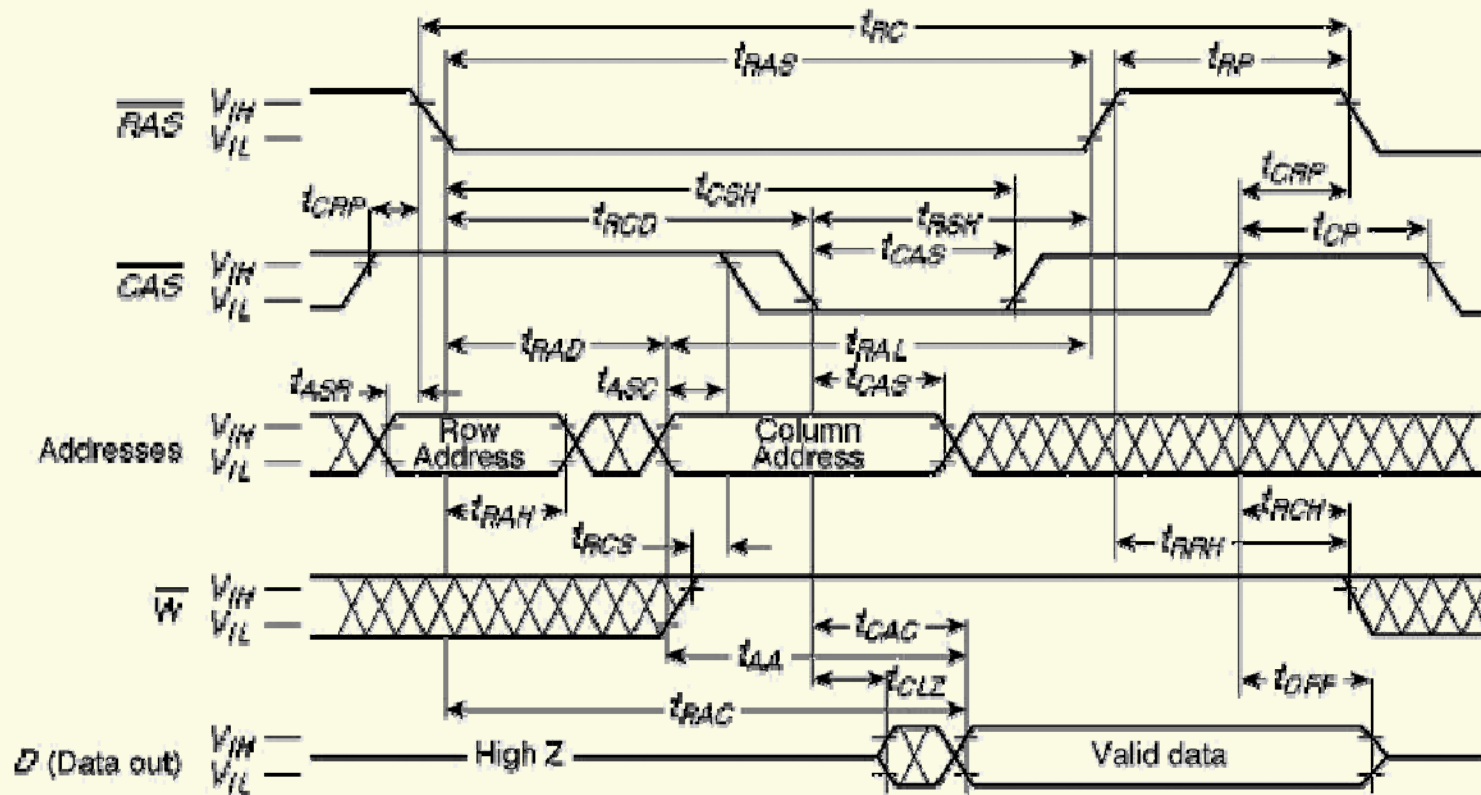 tRC
tRAS tRP
RAS VIH
VIL
tCRP tCSH tCRP
tRCD tRSH
tCAS tCP
CAS VIH
VIL
tRAD tRAL
tASR tASC tCAS
Addresses VIH Row Address Column Address
VIL
tRAH tRCH
tRCS tRRH
W VIH
VIL
tCAC
tAA
tCLZ tOFF
tRAC
D (Data out) VIH High Z Valid data
VIL